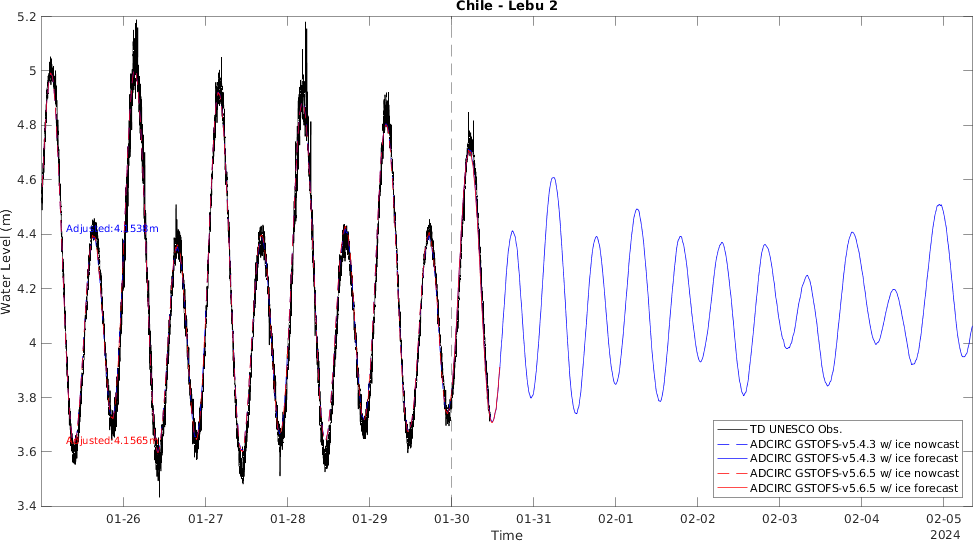 Chile - Lebu 2
5.2
5
4.8
4.6
4.4
4.2
4
3.8
3.6
3.4
Water Level (m)
Adjusted:4.1538m
Adjusted:4.1565m
TD UNESCO Obs.
ADCIRC GSTOFS-v5.4.3 w/ ice nowcast
ADCIRC GSTOFS-v5.4.3 w/ ice forecast
ADCIRC GSTOFS-v5.6.5 w/ ice nowcast
ADCIRC GSTOFS-v5.6.5 w/ ice forecast
01-26 01-27 01-28 01-29 01-30 01-31 02-01 02-02 02-03 02-04 02-05
Time
2024